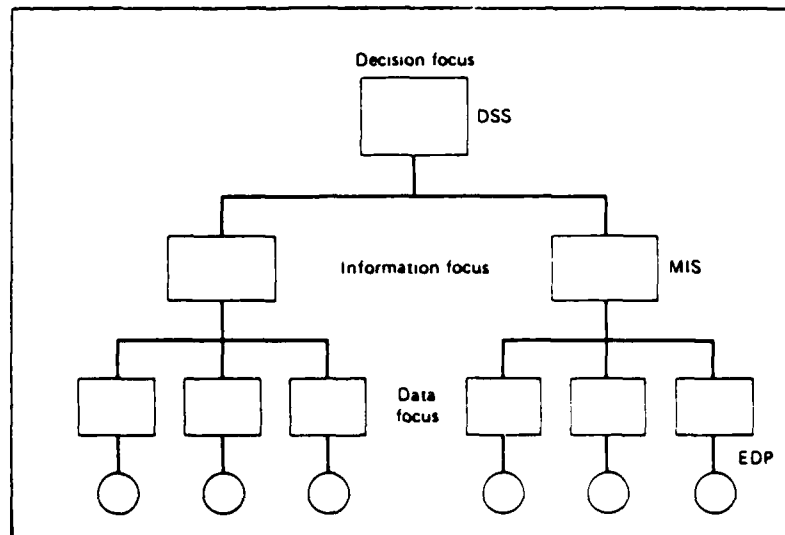 Decision focus
DSS
Information focus
MIS
Data
focus
EDP